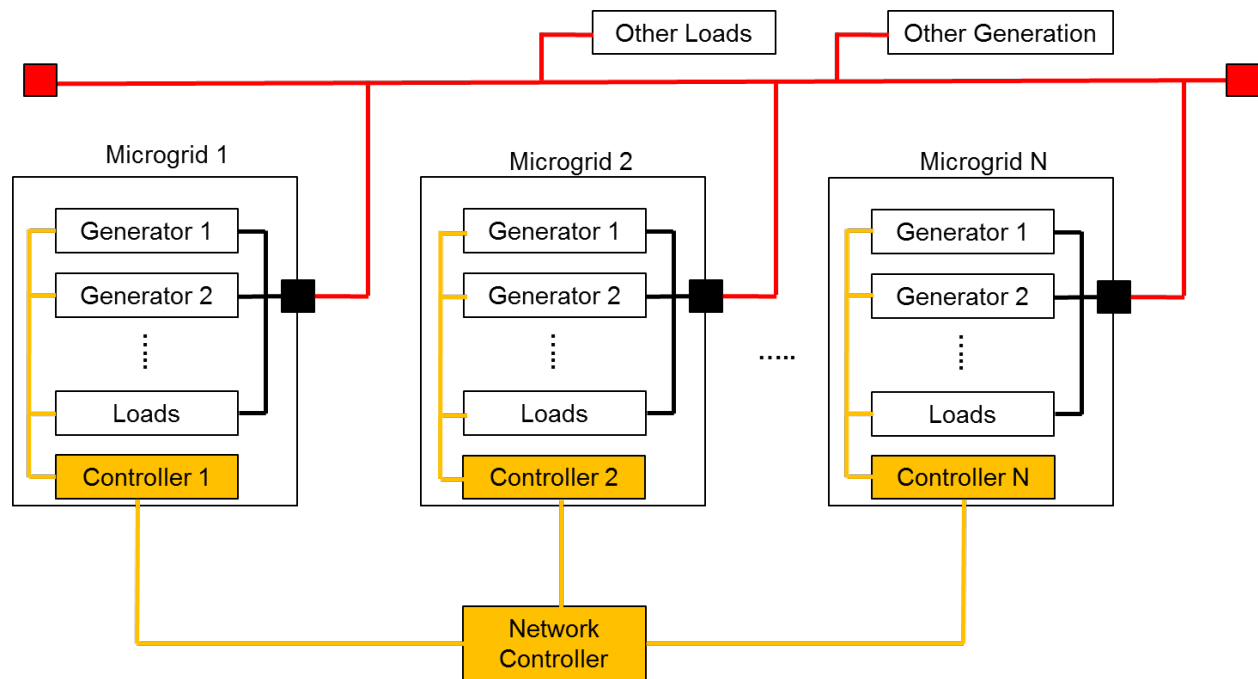 Other Loads
Other Generation
Microgrid 1
Microgrid 2
Microgrid N
Generator 1
Generator 2
Loads
Controller 1
Generator 1
Generator 2
Loads
Controller 2
.....
Generator 1
Generator 2
Loads
Controller N
Network
Controller